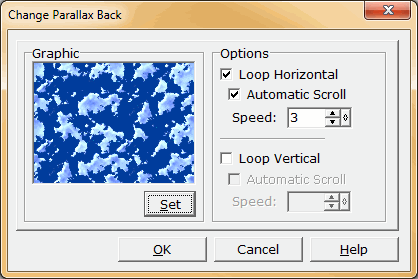 Change Parallax Back
Graphic
Set
Options
Loop Horizontal
Automatic Scroll
Speed: 3
Loop Vertical
Automatic Scroll
Speed:
OK Cancel Help